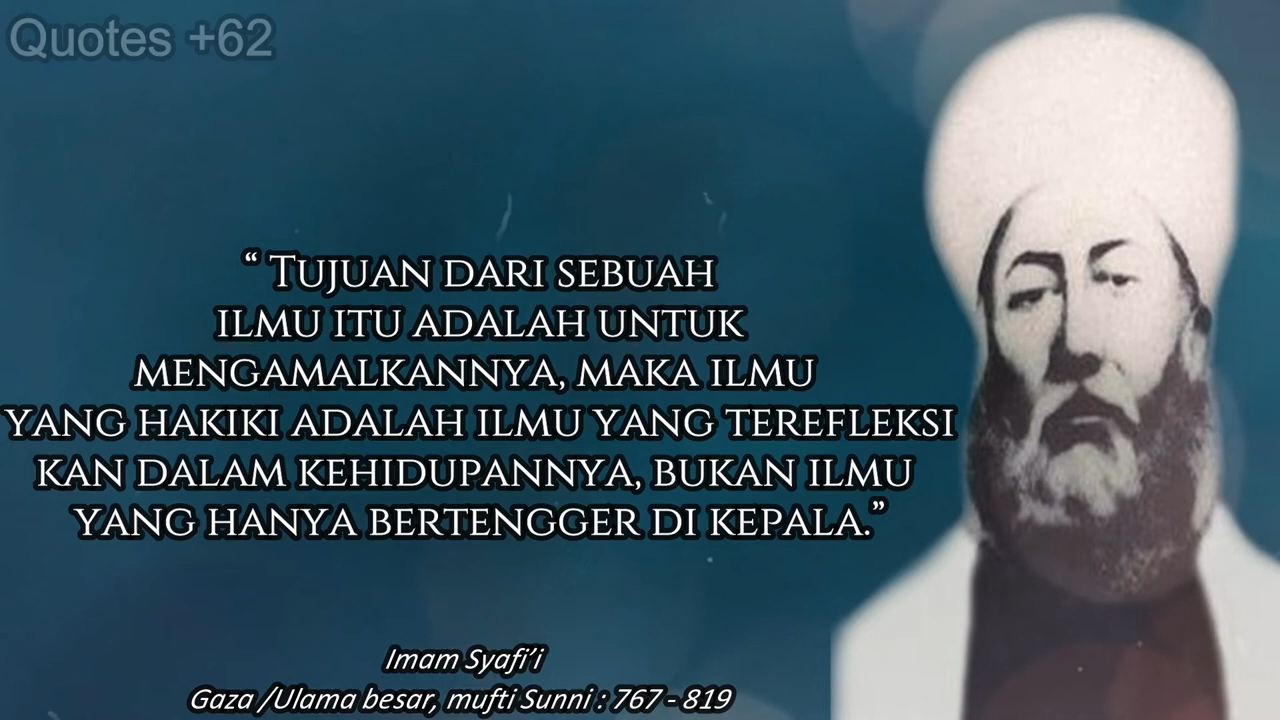 Quotes +62
“ Tujuan dari sebuah
ilmu itu adalah untuk
mengamalkannya, maka ilmu
yang hakiki adalah ilmu yang terefleksi
kan dalam kehidupannya, bukan ilmu
yang hanya bertengger di kepala.”
Imam Syafi’i
Gaza /Ulama besar, mufti Sunni : 767 - 819